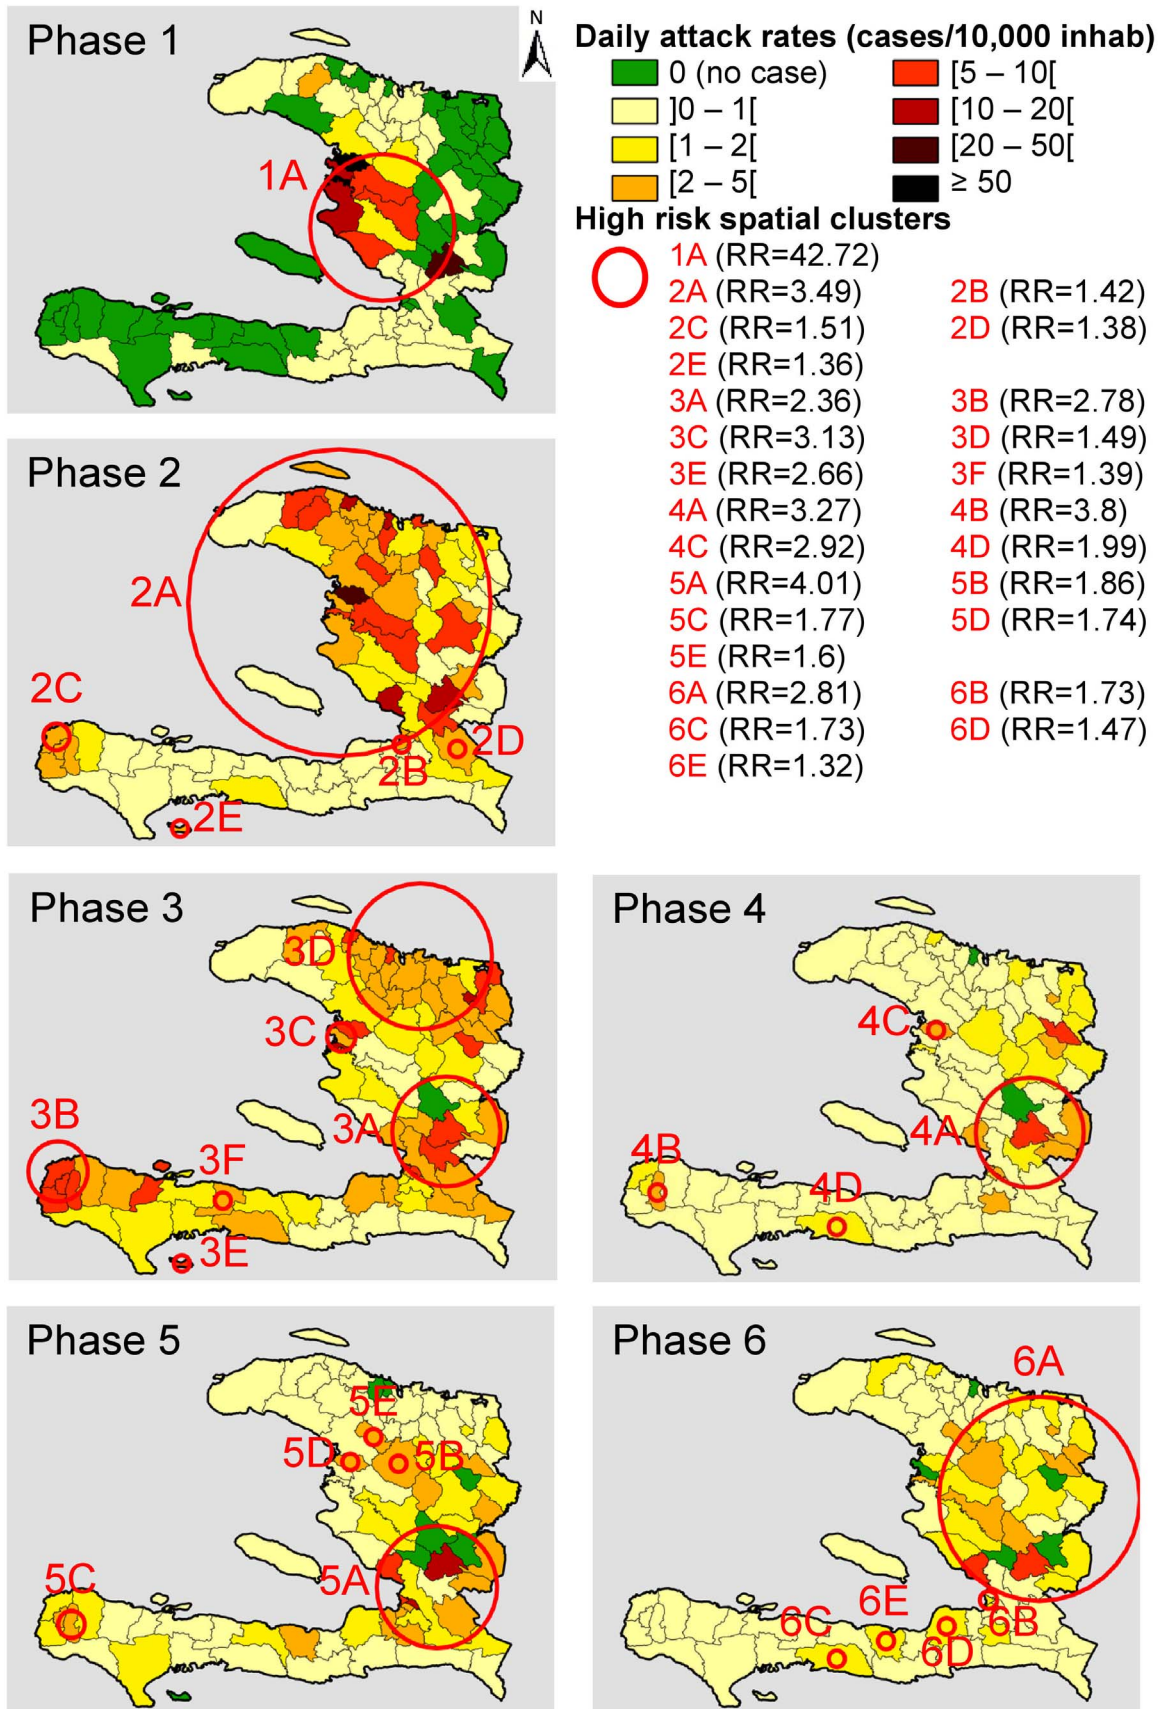 Phase 1
N
1A
Daily attack rates (cases/10,000 inhab)
0 (no case) [5 – 10[
]0 – 1[ [10 – 20[
[1 – 2[ [20 – 50[
[2 – 5[ ≥ 50
High risk spatial clusters
1A (RR=42.72)
2A (RR=3.49) 2B (RR=1.42)
2C (RR=1.51) 2D (RR=1.38)
2E (RR=1.36)
3A (RR=2.36) 3B (RR=2.78)
3C (RR=3.13) 3D (RR=1.49)
3E (RR=2.66) 3F (RR=1.39)
4A (RR=3.27) 4B (RR=3.8)
4C (RR=2.92) 4D (RR=1.99)
5A (RR=4.01) 5B (RR=1.86)
5C (RR=1.77) 5D (RR=1.74)
5E (RR=1.6)
6A (RR=2.81) 6B (RR=1.73)
6C (RR=1.73) 6D (RR=1.47)
6E (RR=1.32)
Phase 2
2A
2C
2D
2B
2E
Phase 3
3D
3C
3B
3A
3F
3E
Phase 4
4C
4A
4B
4D
Phase 5
5E
5D
5B
5C
5A
Phase 6
6A
6E
6B
6C
6D